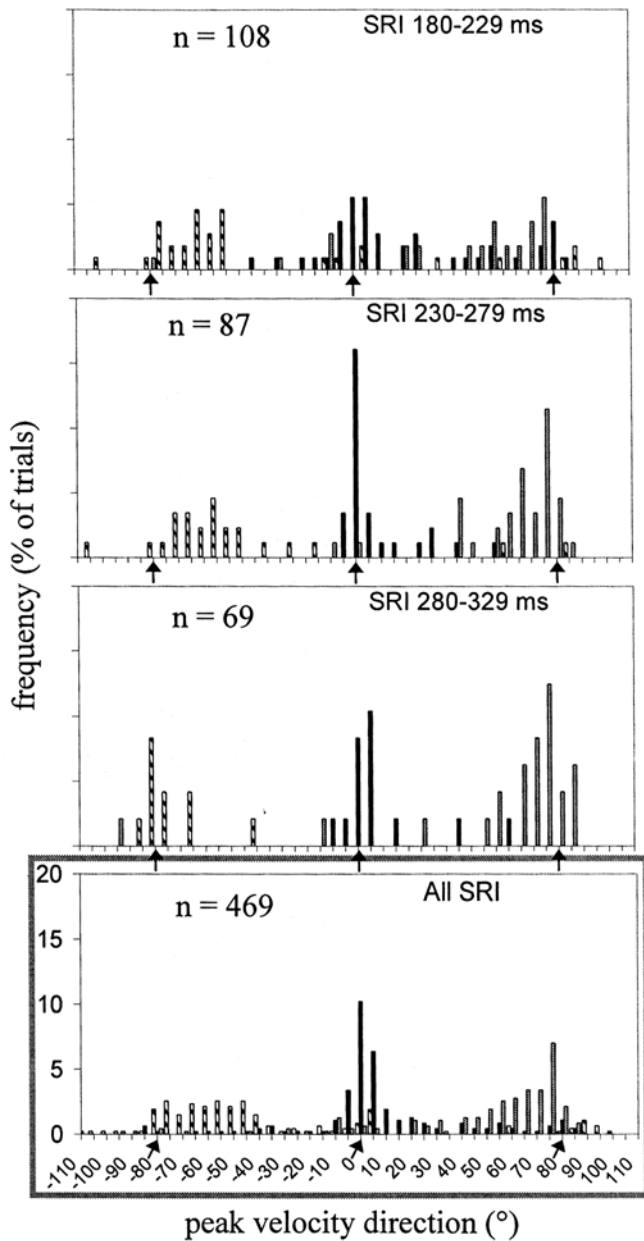 n = 108 SRI 180-229 ms
n = 87 SRI 230-279 ms
n = 69 SRI 280-329 ms
frequency (% of trials)
n = 469 All SRI
20
15
10
5
0
-110 -100 -90 -80 -70 -60 -50 -40 -30 -20 -10 0 10 20 30 40 50 60 70 80 90 100 110
peak velocity direction (°)